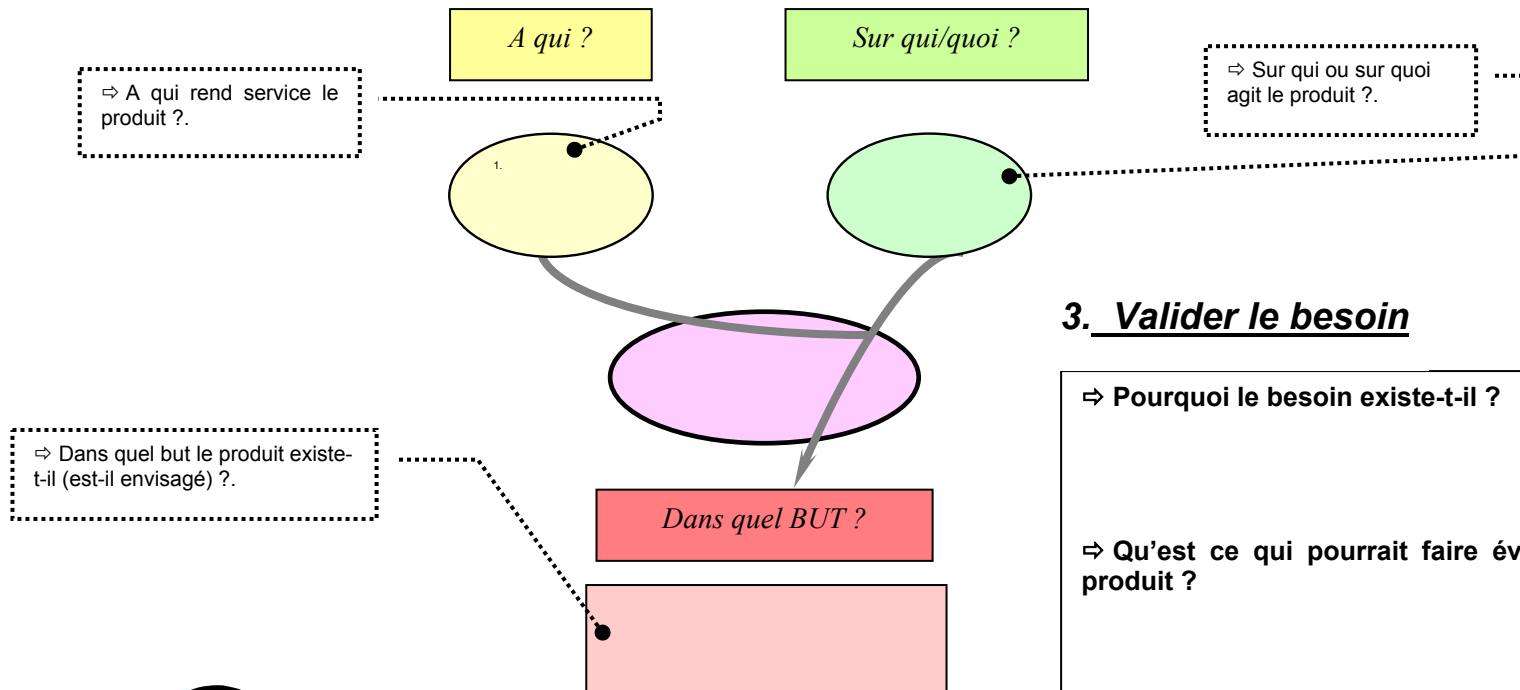 A qui ?
Sur qui/quoi ?
⇨ A qui rend service le
produit ?.
⇨ Sur qui ou sur quoi
agit le produit ?.
1.
3. Valider le besoin
⇨ Pourquoi le besoin existe-t-il ?
⇨ Dans quel but le produit existe-
t-il (est-il envisagé) ?.
Dans quel BUT ?
⇨ Qu’est ce qui pourrait faire év
produit ?